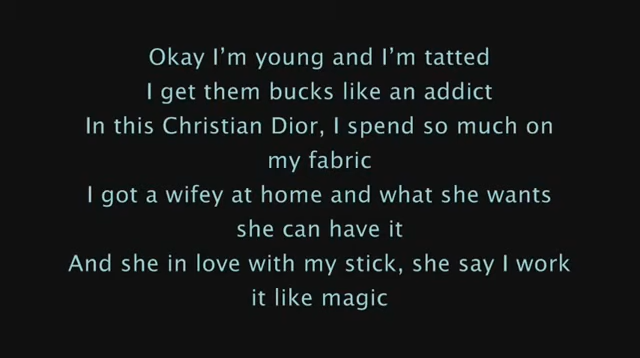 Okay I'm young and I'm tatted
I get them bucks like an addict
In this Christian Dior, I spend so much on
my fabric
I got a wifey at home and what she wants
she can have it
And she in love with my stick, she say I work
it like magic